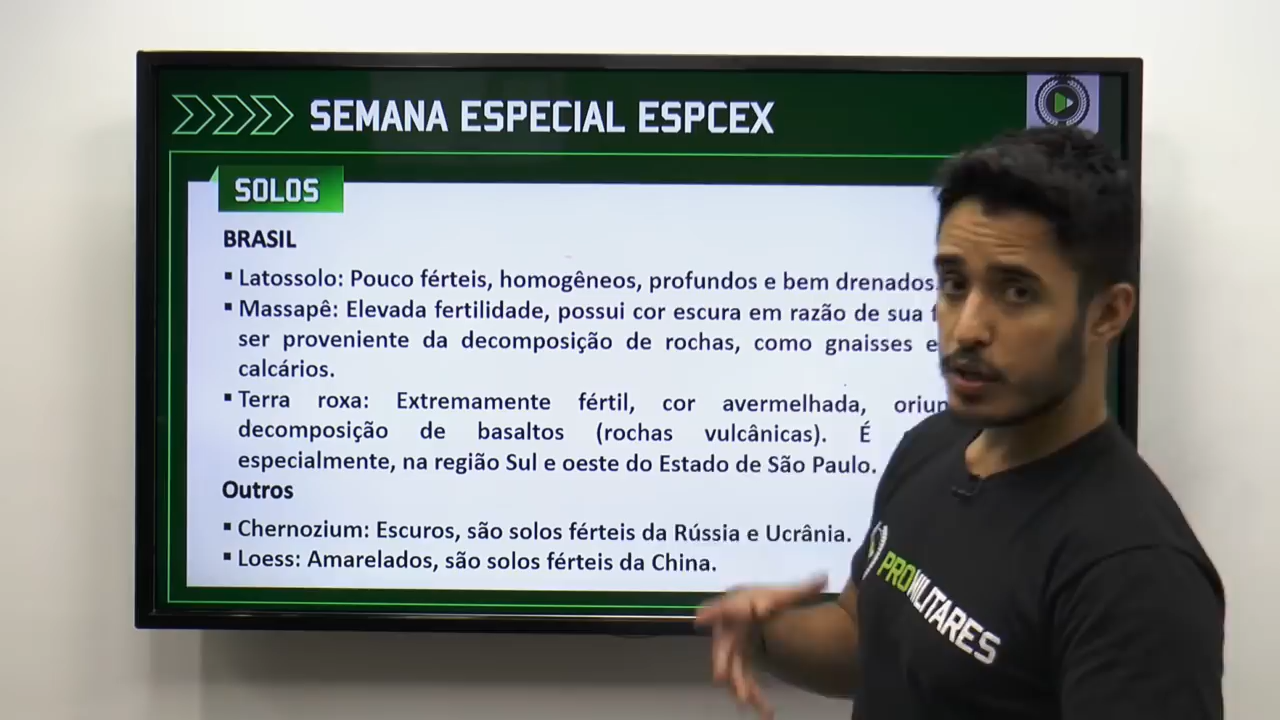 SEMANA ESPECIAL ESPCEX
SOLOS
BRASIL
▪ Latossolo: Pouco férteis, homogêneos, profundos e bem drenados.
▪ Massapê: Elevada fertilidade, possui cor escura em razão de sua
ser proveniente da decomposição de rochas, como gnaisses e
calcários.
▪ Terra roxa: Extremamente fértil, cor avermelhada,
decomposição de basaltos (rochas vulcânicas). É
especialmente, na região Sul e oeste do Estado de São Paulo.
Outros
▪ Chernozium: Escuros, são solos férteis da Rússia e Ucrânia.
▪ Loess: Amarelados, são solos férteis da China.
PROMILITARES